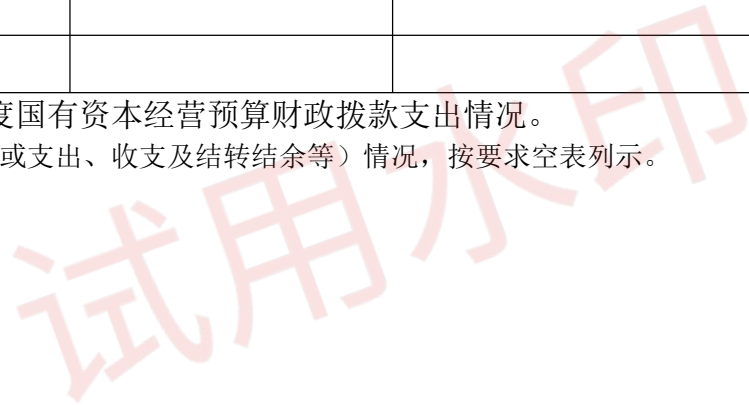 度国有资本经营预算财政拨款支出情况。
或支出、收支及结转结余等）情况，按要求空表列示。
试用水印